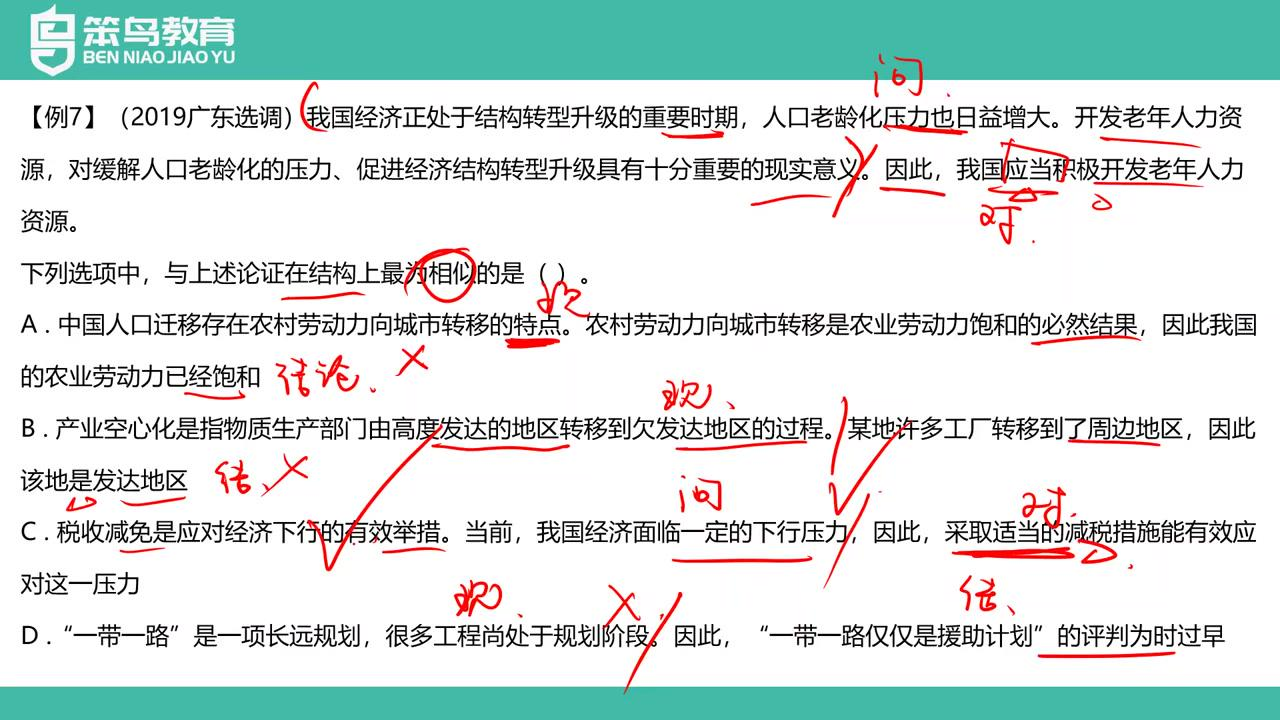 笨鸟教育
BEN NIAO JIAO YU
问
【例7】（2019广东选调）我国经济正处于结构转型升级的重要时期，人口老龄化压力也日益增大。开发老年人力资
源，对缓解人口老龄化的压力、促进经济结构转型升级具有十分重要的现实意义。因此，我国应当积极开发老年人力
资源。
对
下列选项中，与上述论证在结构上最为相似的是（ ）。
现
A . 中国人口迁移存在农村劳动力向城市转移的特点。农村劳动力向城市转移是农业劳动力饱和的必然结果，因此我国
的农业劳动力已经饱和
结论、
现、
B . 产业空心化是指物质生产部门由高度发达的地区转移到欠发达地区的过程。某地许多工厂转移到了周边地区，因此
该地是发达地区
结、
问
对
C . 税收减免是应对经济下行的有效举措。当前，我国经济面临一定的下行压力，因此，采取适当的减税措施能有效应
对这一压力
现、
结、
D . “一带一路”是一项长远规划，很多工程尚处于规划阶段。因此，“一带一路仅仅是援助计划”的评判为时过早